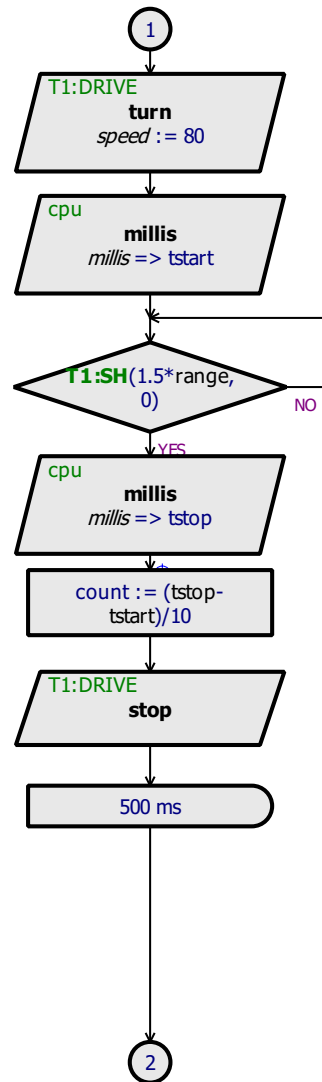 1
T1:DRIVE
turn
speed := 80
cpu
millis
millis => tstart
T1:SH(1.5*range,
0)
NO
YES
cpu
millis
millis => tstop
count := (tstop-
tstart)/10
T1:DRIVE
stop
500 ms
2